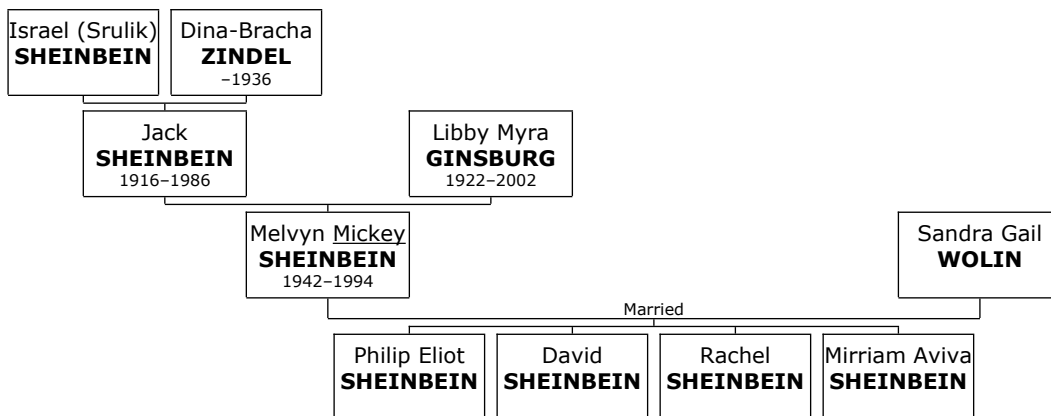 Israel (Srulik)
SHEINBEIN
Dina-Bracha
ZINDEL
–1936
Jack
SHEINBEIN
1916–1986
Libby Myra
GINSBURG
1922–2002
Melvyn Mickey
SHEINBEIN
1942–1994
Sandra Gail
WOLIN
Married
Philip Eliot
SHEINBEIN
David
SHEINBEIN
Rachel
SHEINBEIN
Mirriam Aviva
SHEINBEIN